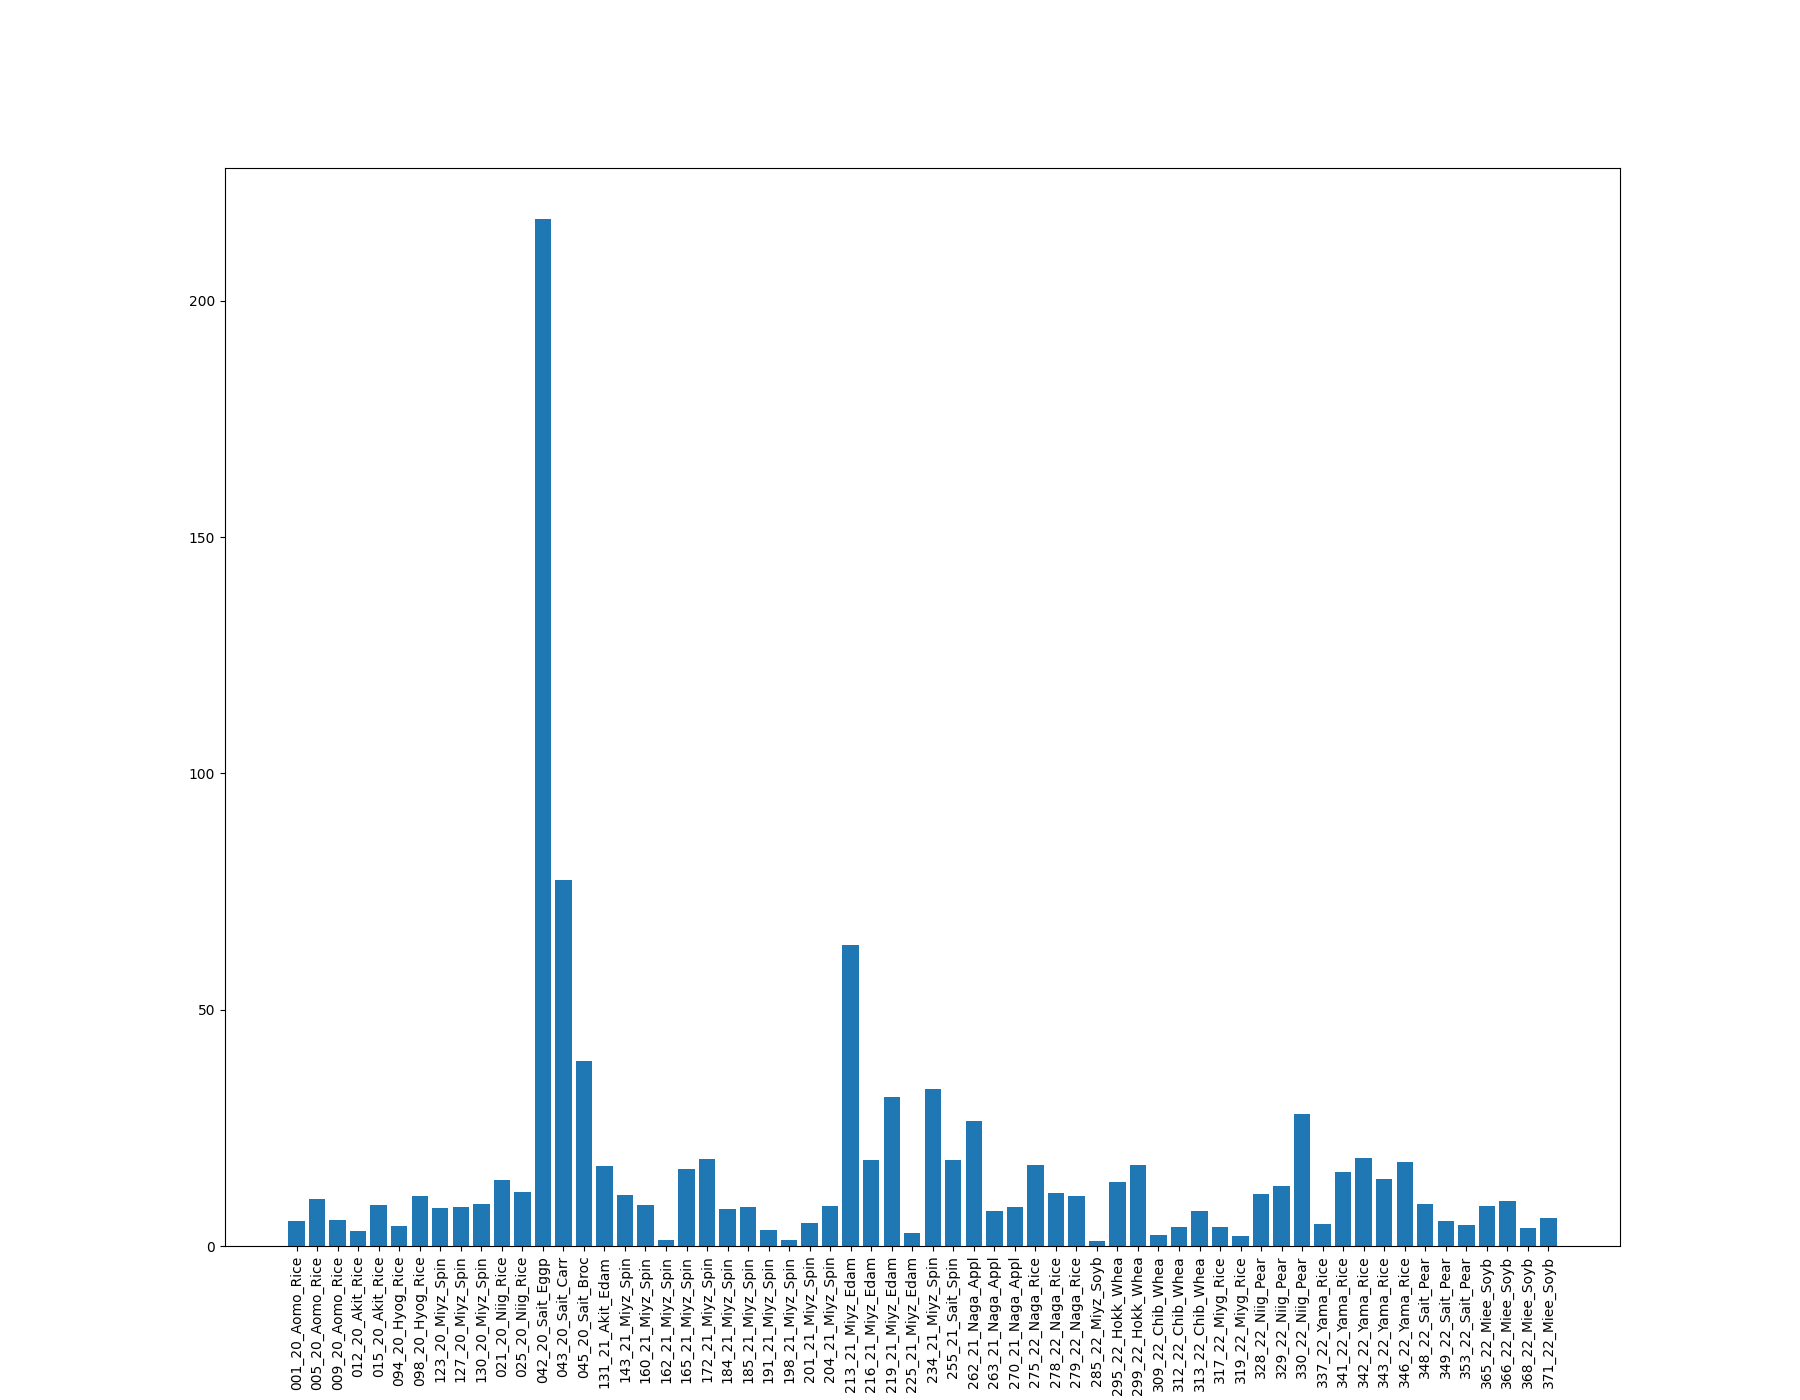 200
150
100
50
0
001_20_Aomo_Rice
005_20_Aomo_Rice
009_20_Aomo_Rice
012_20_Akit_Rice
015_20_Akit_Rice
094_20_Hyog_Rice
098_20_Hyog_Rice
123_20_Miyz_Spin
127_20_Miyz_Spin
130_20_Miyz_Spin
021_20_Niig_Rice
025_20_Niig_Rice
042_20_Sait_Eggp
043_20_Sait_Carr
045_20_Sait_Broc
131_21_Akit_Edam
143_21_Miyz_Spin
160_21_Miyz_Spin
162_21_Miyz_Spin
165_21_Miyz_Spin
172_21_Miyz_Spin
184_21_Miyz_Spin
185_21_Miyz_Spin
191_21_Miyz_Spin
198_21_Miyz_Spin
201_21_Miyz_Spin
204_21_Miyz_Spin
213_21_Miyz_Edam
216_21_Miyz_Edam
219_21_Miyz_Edam
225_21_Miyz_Edam
234_21_Miyz_Spin
255_21_Sait_Spin
262_21_Naga_Appl
263_21_Naga_Appl
270_21_Naga_Appl
275_22_Naga_Rice
278_22_Naga_Rice
279_22_Naga_Rice
285_22_Miyz_Soyb
295_22_Hokk_Whea
299_22_Hokk_Whea
309_22_Chib_Whea
312_22_Chib_Whea
313_22_Chib_Whea
317_22_Miyg_Rice
319_22_Miyg_Rice
328_22_Niig_Pear
329_22_Niig_Pear
330_22_Niig_Pear
337_22_Yama_Rice
341_22_Yama_Rice
342_22_Yama_Rice
343_22_Yama_Rice
346_22_Yama_Rice
348_22_Sait_Pear
349_22_Sait_Pear
353_22_Sait_Pear
365_22_Miee_Soyb
366_22_Miee_Soyb
368_22_Miee_Soyb
371_22_Miee_Soyb